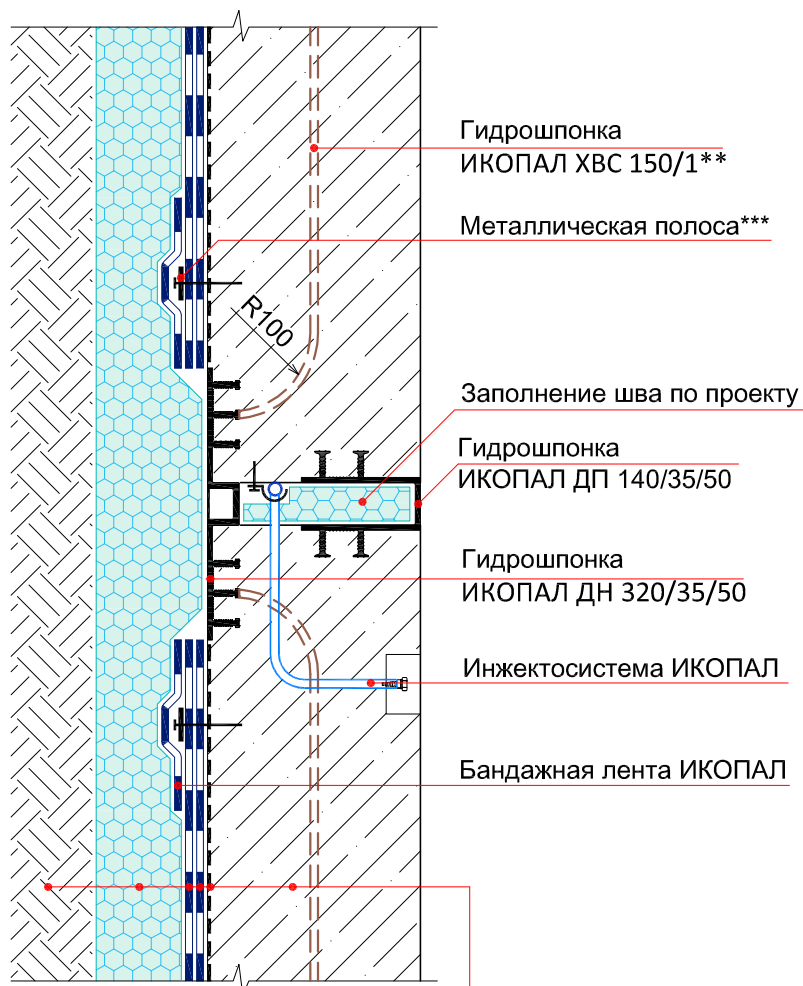 Гидрошпонка
ИКОПАЛ ХВС 150/1**
Металлическая полоса***
R100
Заполнение шва по проекту
Гидрошпонка
ИКОПАЛ ДП 140/35/50
Гидрошпонка
ИКОПАЛ ДН 320/35/50
Инжектосистема ИКОПАЛ
Бандажная лента ИКОПАЛ